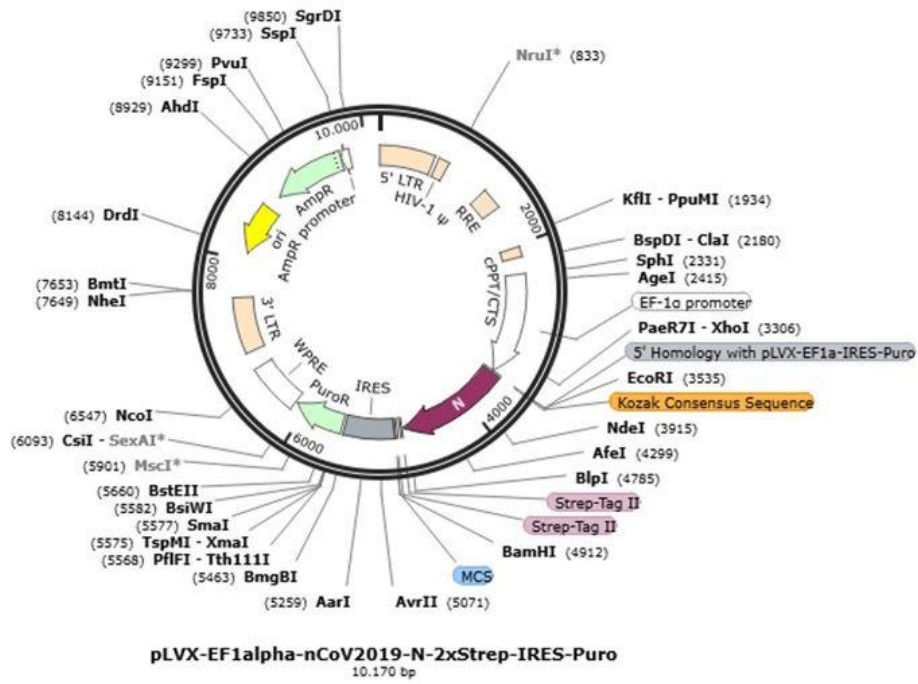 (9850) SgrDI
(9733) SspI
(9299) PvuI
(9151) FspI
(8929) AhdI
(8144) DrdI
(7653) BmtI
(7649) NheI
(6547) NcoI
(6093) CsiI - SexAI*
(5901) MscI*
(5660) BstEII
(5582) BsiWI
(5577) SmaI
(5575) TspMI - XmaI
(5568) PflFI - Tth111I
(5463) BmgBI
(5259) AarI
AvrII (5071)
MCS
BamHI (4912)
Strep-Tag II
Strep-Tag II
BlpI (4785)
AfeI (4299)
NdeI (3915)
Kozak Consensus Sequence
EcoRI (3535)
5' Homology with pLVX-EF1a-IRES-Puro
PaeR7I - XhoI (3306)
EF-1α promoter
AgeI (2415)
SphI (2331)
BspDI - ClaI (2180)
KflI - PpuMI (1934)
NruI* (833)
10.000
2000
4000
6000
8000
5' LTR
HIV-1 ψ
RRE
cPPT/CTS
N
IRES
PuroR
WPRE
3' LTR
ori
AmpR
AmpR promoter
pLVX-EF1alpha-nCoV2019-N-2xStrep-IRES-Puro
10.170 bp